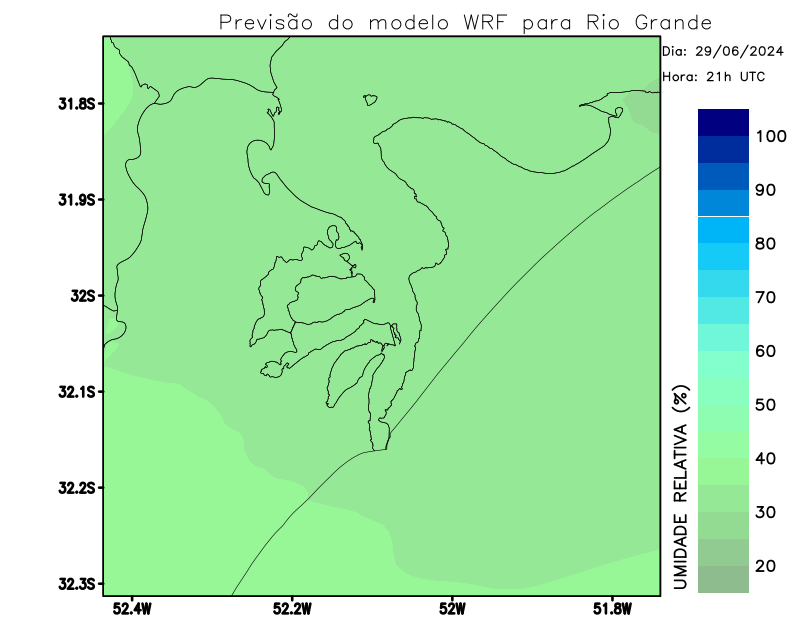 Previsão do modelo WRF para Rio Grande
Dia: 29/06/2024
Hora: 21h UTC
31.8S
31.9S
32S
32.1S
32.2S
32.3S
52.4W 52.2W 52W 51.8W
100
90
80
70
60
50
40
30
20
UMIDADE RELATIVA (%)